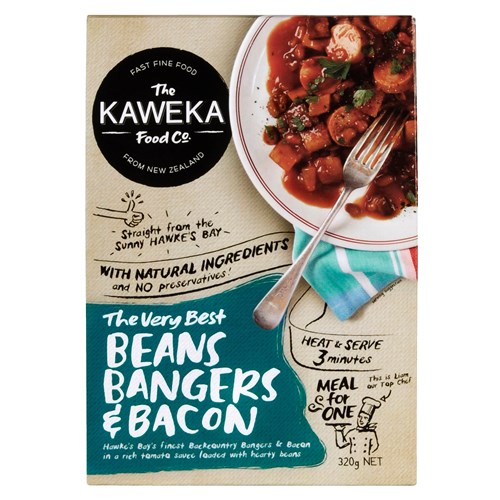 FAST FINE FOOD
The
KAWEKA
Food Co.
FROM NEW ZEALAND
Straight from the
Sunny HAWKE'S BAY
WITH NATURAL INGREDIENTS
and NO preservatives!
The Very Best
BEANS
BANGERS
& BACON
Hawke's Bay's finest Backcountry Bangers & Bacon
in a rich tomato sauce loaded with hearty beans
HEAT & SERVE
3 minutes
MEAL
for
ONE
This is Liam,
our Top Chef
320g NET